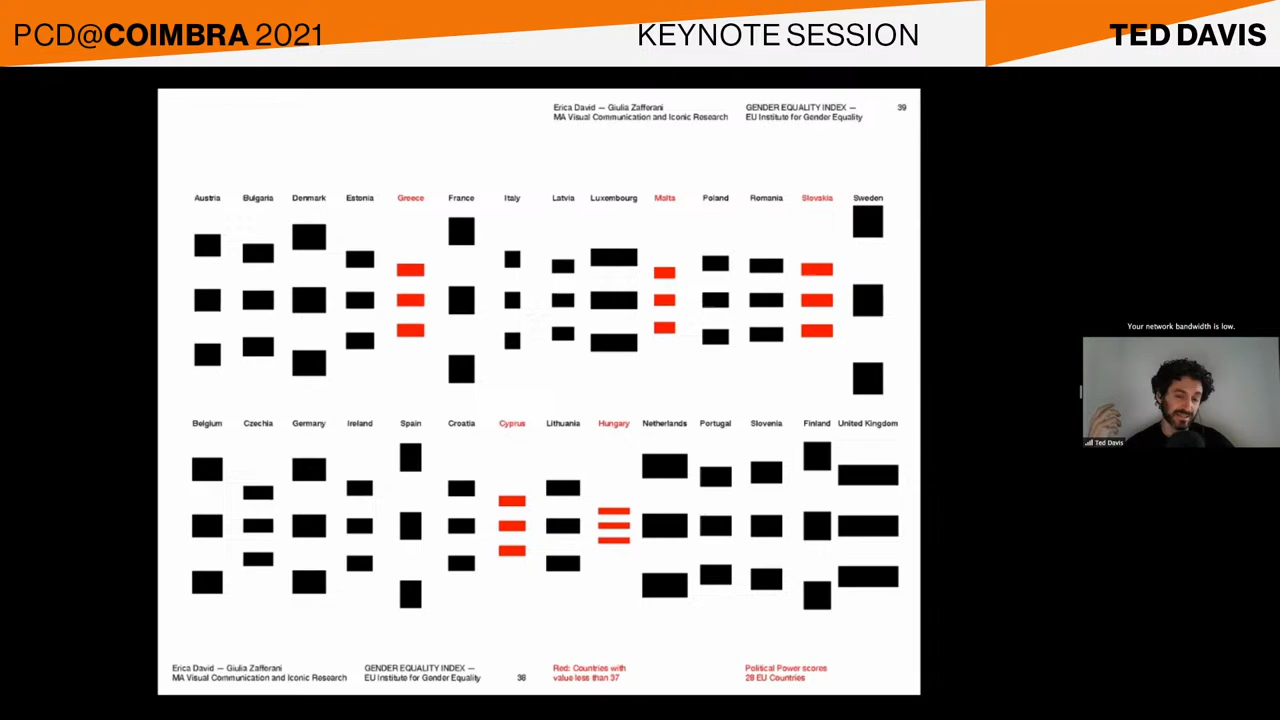 PCD@COIMBRA 2021
KEYNOTE SESSION
TED DAVIS
Erica David — Giulia Zafferani
MA Visual Communication and Iconic Research
GENDER EQUALITY INDEX —
EU Institute for Gender Equality
39
Austria Bulgaria Denmark Estonia Greece France Italy Latvia Luxembourg Malta Poland Romania Slovakia Sweden
Your network bandwidth is low.
Ted Davis
Belgium Czechia Germany Ireland Spain Croatia Cyprus Lithuania Hungary Netherlands Portugal Slovenia Finland United Kingdom
Erica David — Giulia Zafferani
MA Visual Communication and Iconic Research
GENDER EQUALITY INDEX —
EU Institute for Gender Equality
38
Red: Countries with
value less than 37
Political Power scores
28 EU Countries